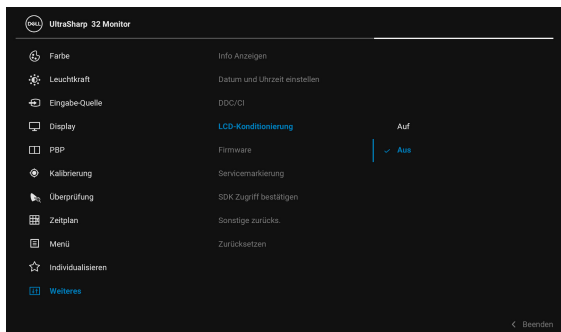 DELL UltraSharp 32 Monitor
Farbe
Leuchtkraft
Eingabe-Quelle
Display
PBP
Kalibrierung
Überprüfung
Zeitplan
Menü
Individualisieren
Weiteres
Info Anzeigen
Datum und Uhrzeit einstellen
DDC/CI
LCD-Konditionierung
Firmware
Servicemarkierung
SDK Zugriff bestätigen
Sonstige zurücks.
Zurücksetzen
Auf
Aus
Beenden